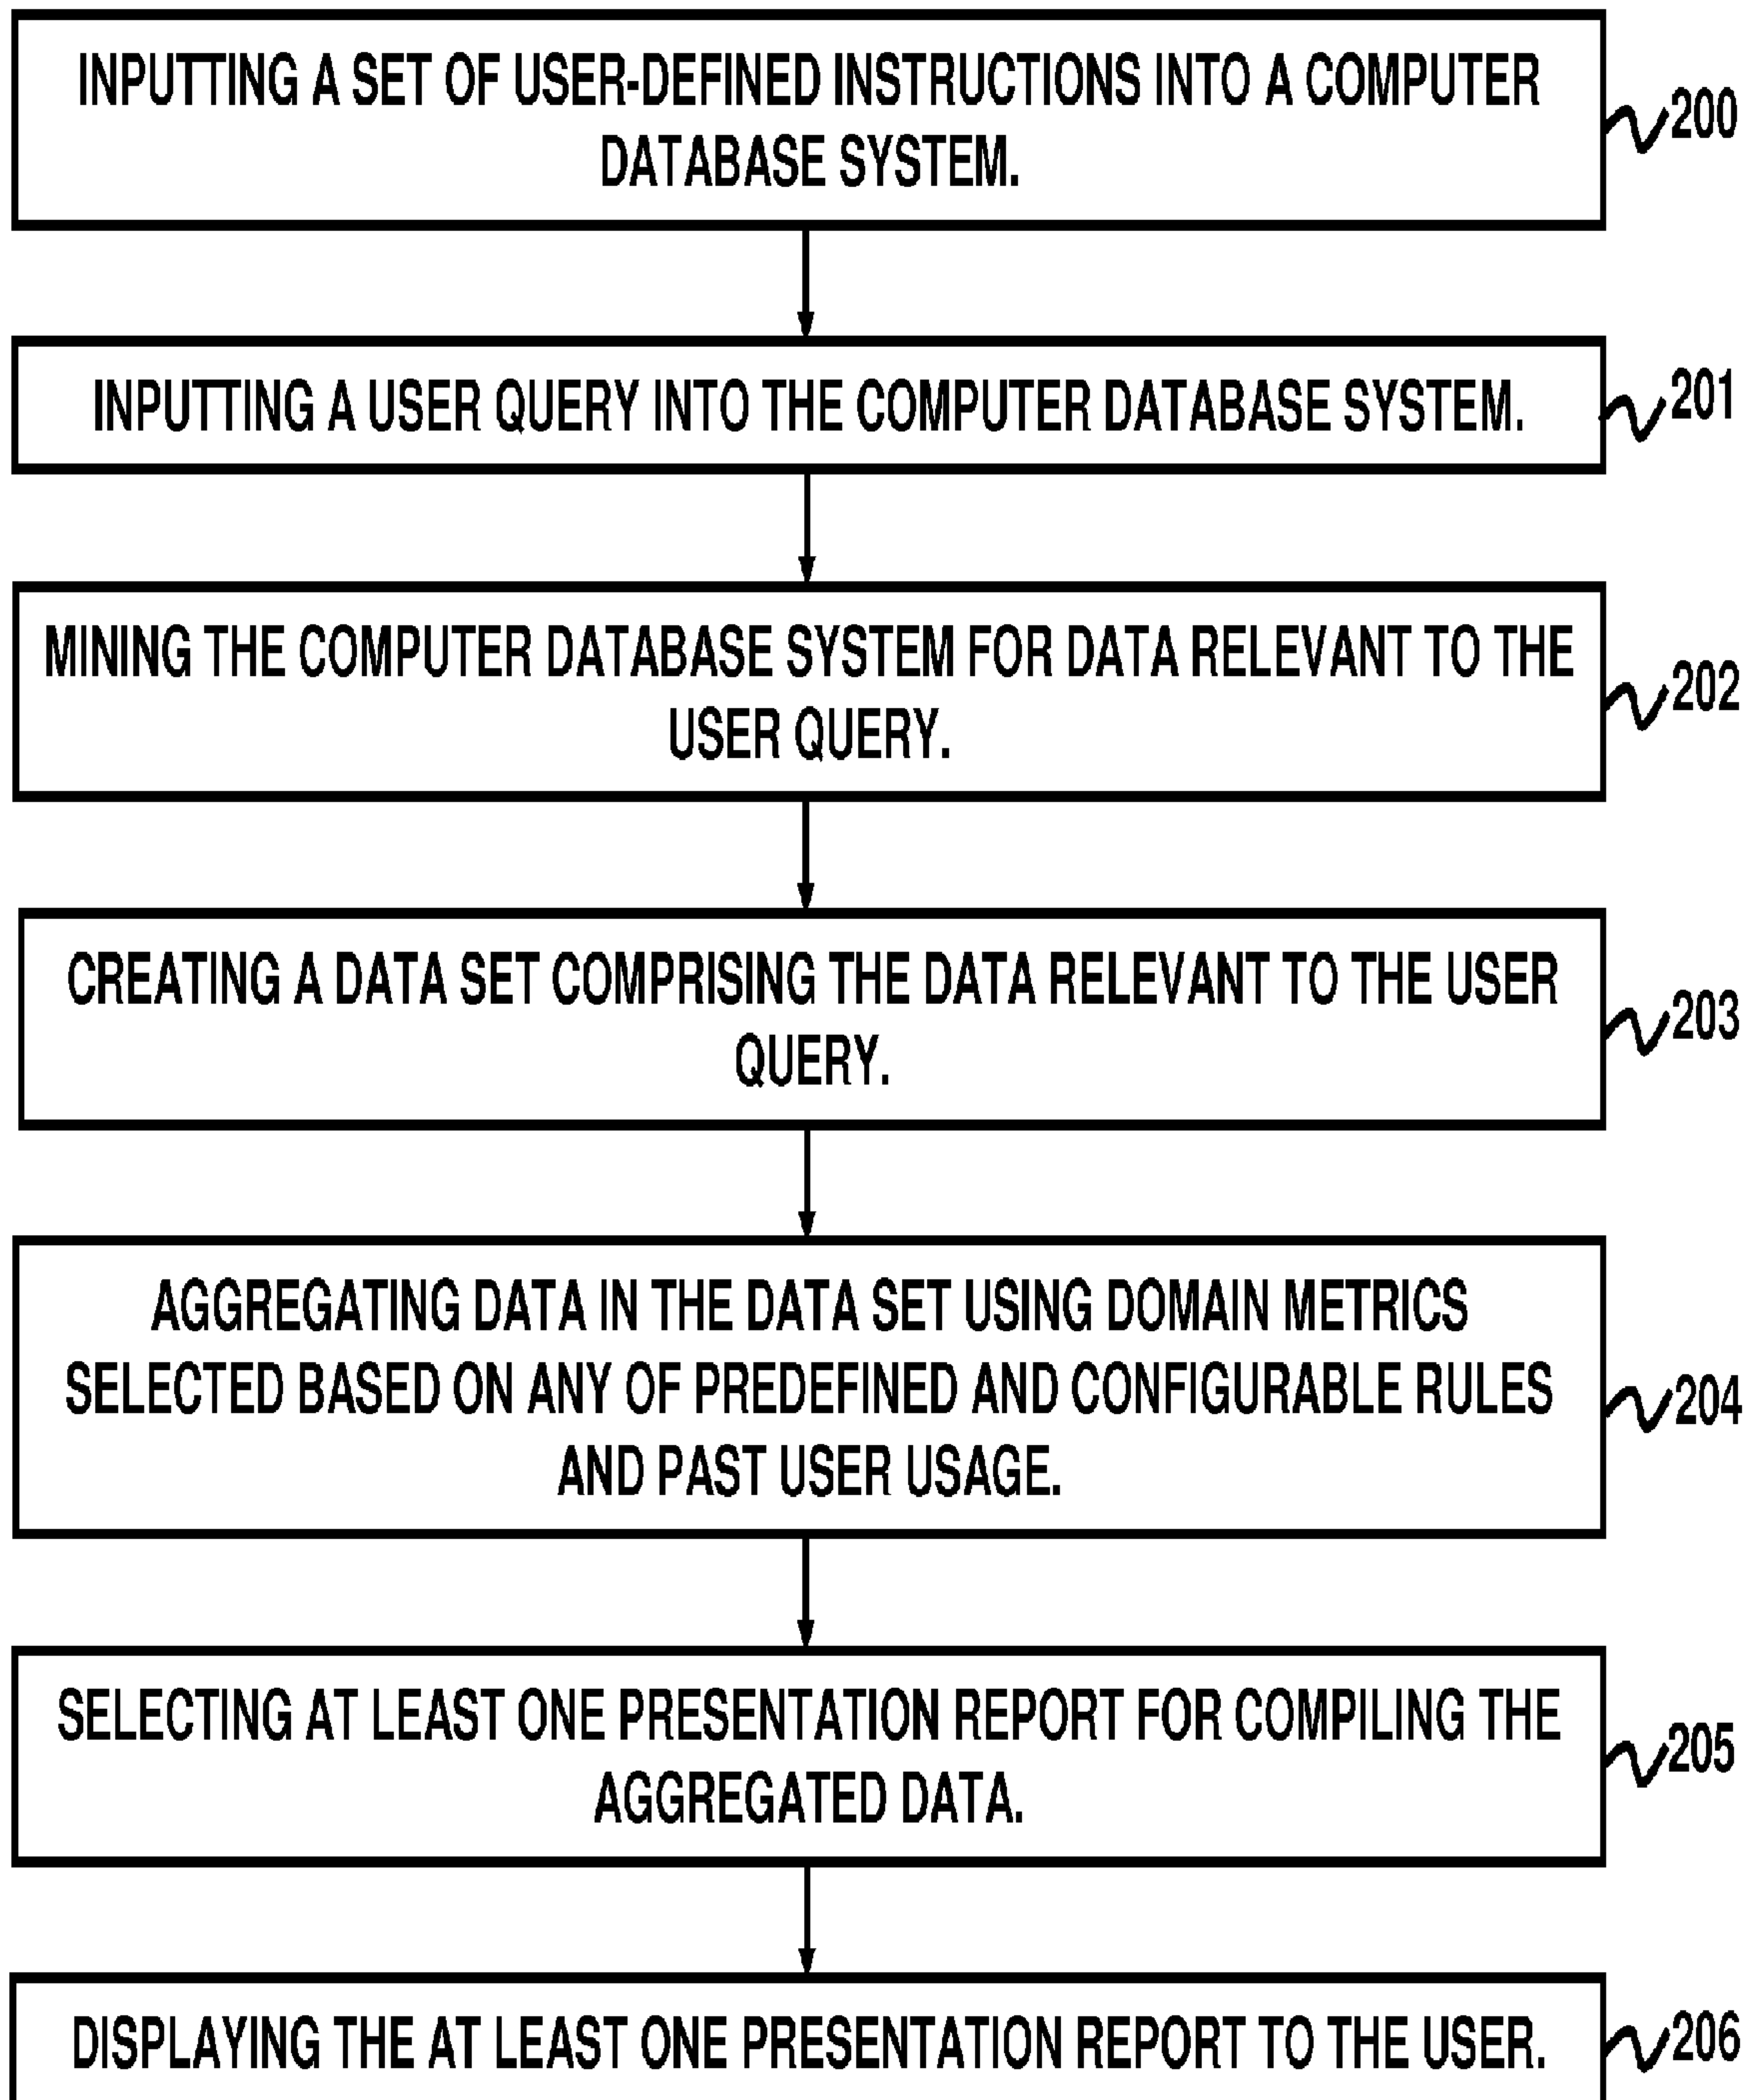 INPUTTING A SET OF USER-DEFINED INSTRUCTIONS INTO A COMPUTER
DATABASE SYSTEM.
200
INPUTTING A USER QUERY INTO THE COMPUTER DATABASE SYSTEM.
201
MINING THE COMPUTER DATABASE SYSTEM FOR DATA RELEVANT TO THE
USER QUERY.
202
CREATING A DATA SET COMPRISING THE DATA RELEVANT TO THE USER
QUERY.
203
AGGREGATING DATA IN THE DATA SET USING DOMAIN METRICS
SELECTED BASED ON ANY OF PREDEFINED AND CONFIGURABLE RULES
AND PAST USER USAGE.
204
SELECTING AT LEAST ONE PRESENTATION REPORT FOR COMPILING THE
AGGREGATED DATA.
205
DISPLAYING THE AT LEAST ONE PRESENTATION REPORT TO THE USER.
206